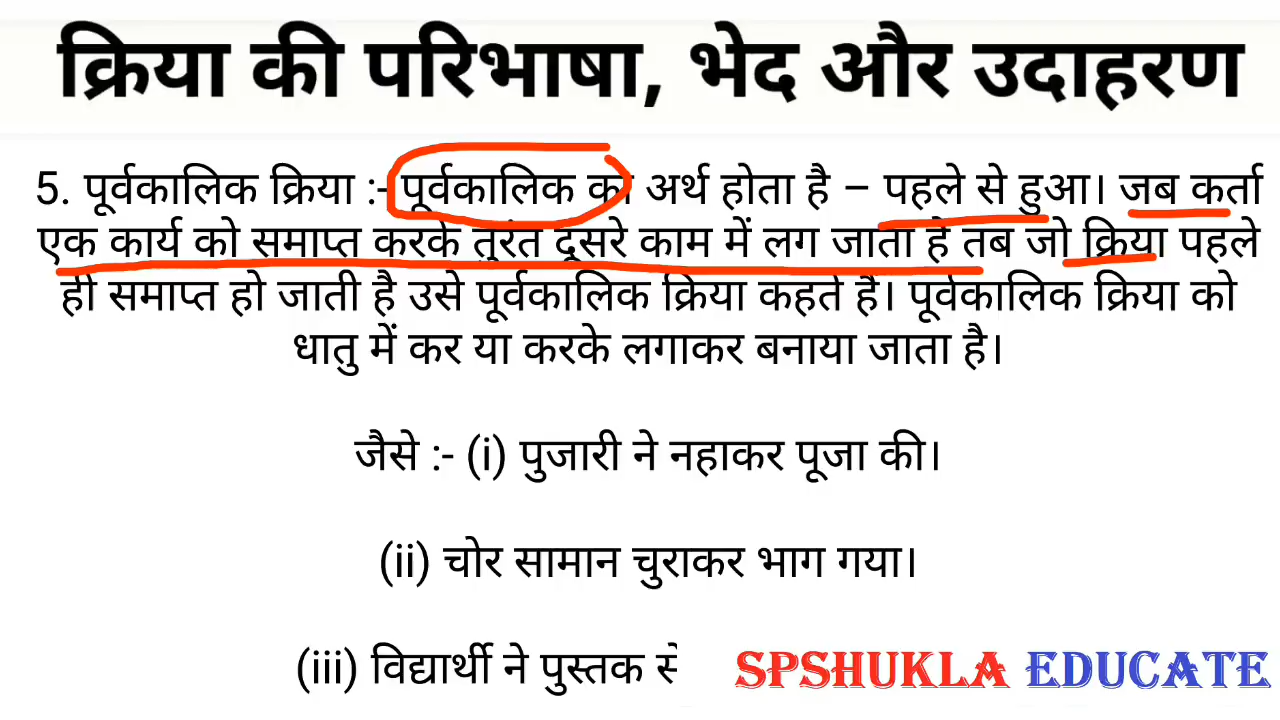 क्रिया की परिभाषा, भेद और उदाहरण
5. पूर्वकालिक क्रिया :- पूर्वकालिक का अर्थ होता है – पहले से हुआ। जब कर्ता
एक कार्य को समाप्त करके तुरंत दूसरे काम में लग जाता है तब जो क्रिया पहले
ही समाप्त हो जाती है उसे पूर्वकालिक क्रिया कहते हैं। पूर्वकालिक क्रिया को
धातु में कर या करके लगाकर बनाया जाता है।
जैसे :- (i) पुजारी ने नहाकर पूजा की।
(ii) चोर सामान चुराकर भाग गया।
(iii) विद्यार्थी ने पुस्तक से
SPSHUKLA EDUCATE